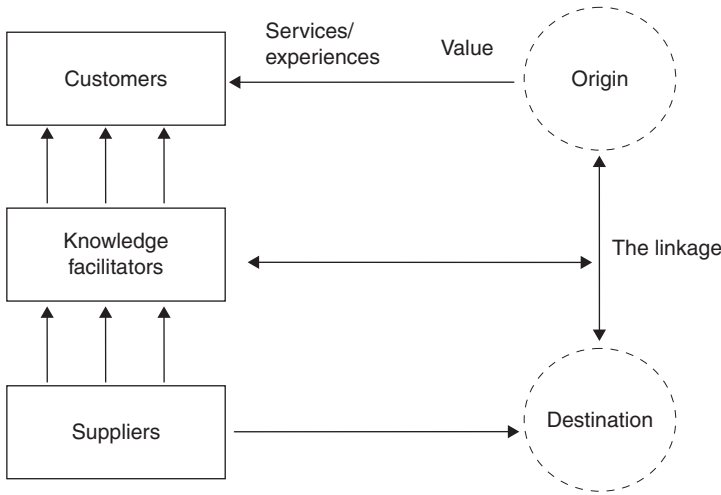 Services/
experiences
Value
Customers
Origin
Knowledge
facilitators
The linkage
Suppliers
Destination